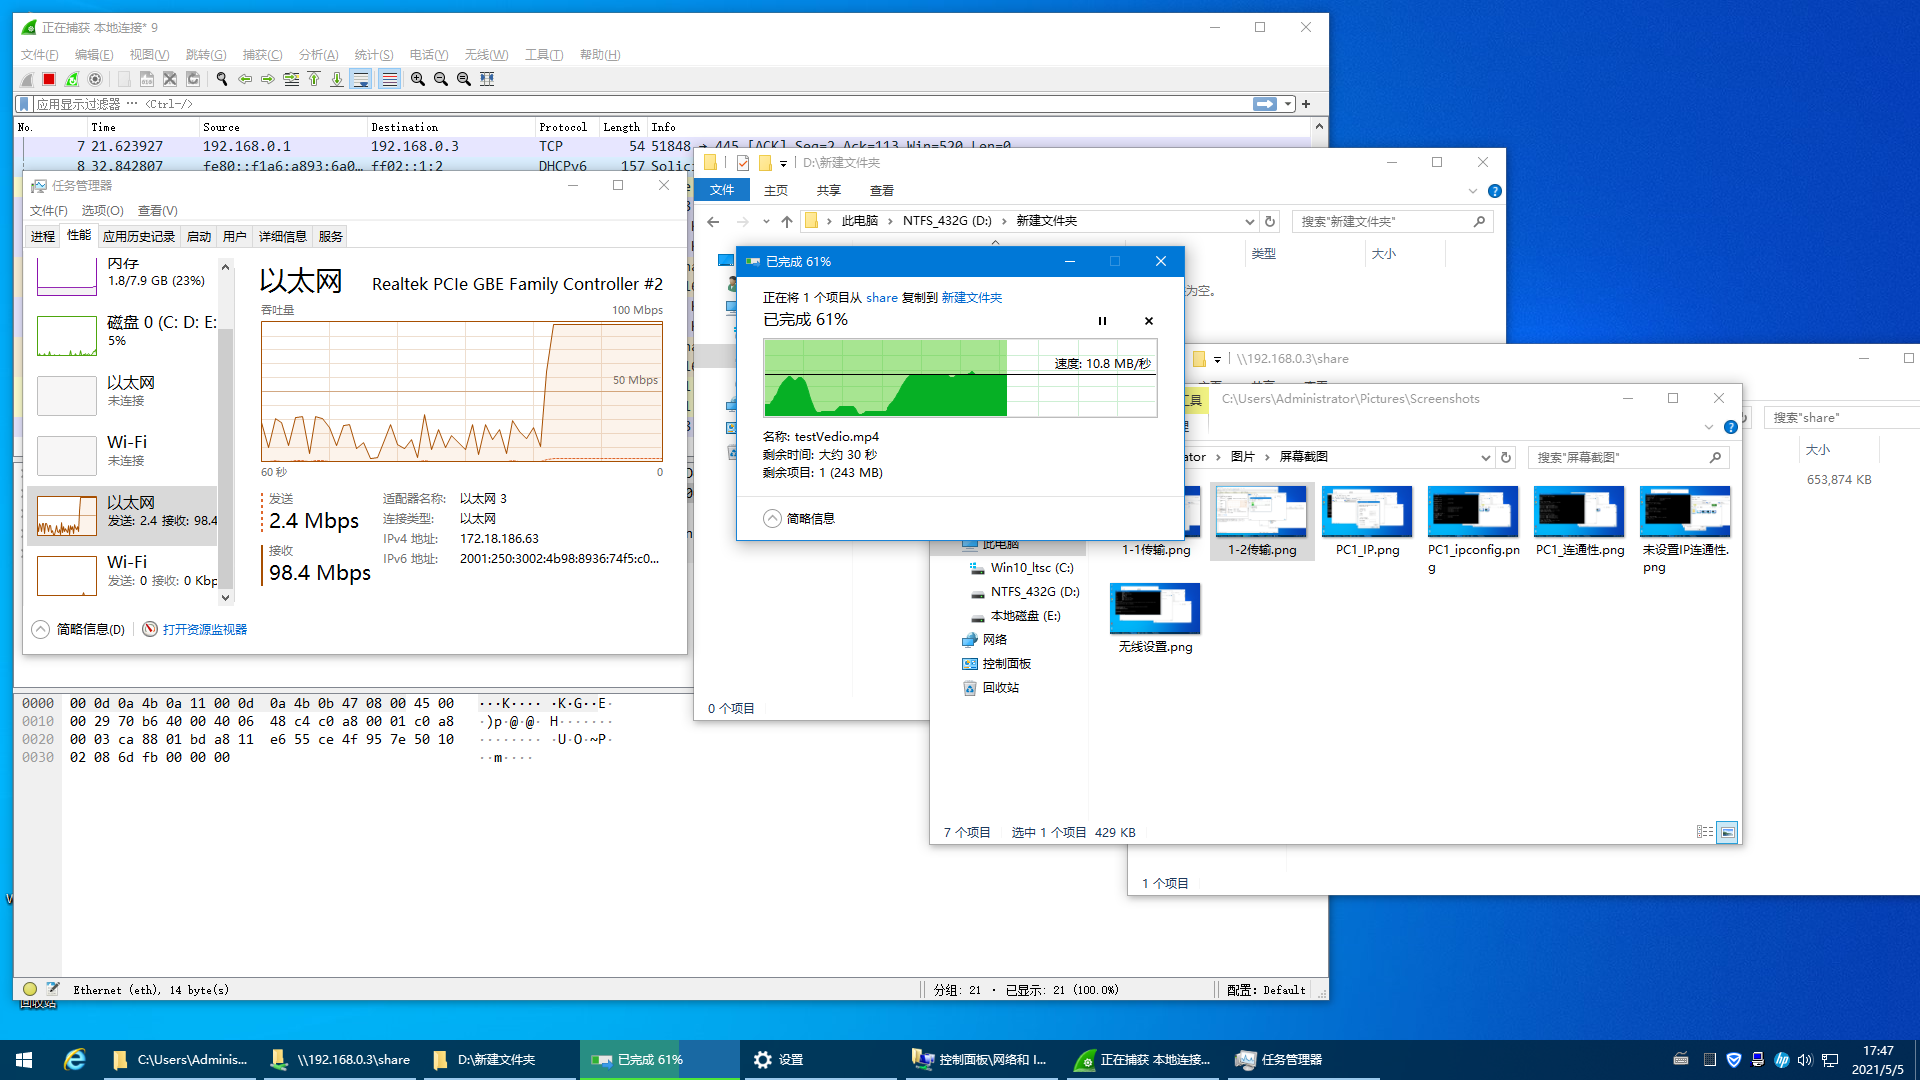 正在捕获 本地连接* 9
文件(F) 编辑(E) 视图(V) 跳转(G) 捕获(C) 分析(A) 统计(S) 电话(Y) 无线(W) 工具(T) 帮助(H)
应用显示过滤器 ··· <Ctrl-/>
No. Time Source Destination Protocol Length Info
7 21.623927 192.168.0.1 192.168.0.3 TCP 54 51848 → 445 [ACK] Seq=2 Ack=113 Win=520 Len=0
8 32.842807 fe80::f1a6:a893:6a0… ff02::1:2 DHCPv6 157 Solic
任务管理器
文件(F) 选项(O) 查看(V)
进程 性能 应用历史记录 启动 用户 详细信息 服务
内存
1.8/7.9 GB (23%)
磁盘 0 (C: D: E:
5%
以太网
未连接
Wi-Fi
未连接
以太网
发送: 2.4 接收: 98.4
Wi-Fi
发送: 0 接收: 0 Kbp
以太网 Realtek PCIe GBE Family Controller #2
吞吐量 100 Mbps
50 Mbps
60 秒 0
发送
2.4 Mbps
接收
98.4 Mbps
适配器名称: 以太网 3
连接类型: 以太网
IPv4 地址: 172.18.186.63
IPv6 地址: 2001:250:3002:4b98:8936:74f5:c0...
简略信息(D) 打开资源监视器
D:\新建文件夹
文件 主页 共享 查看
此电脑 › NTFS_432G (D:) › 新建文件夹
搜索"新建文件夹"
类型 大小
为空。
0 个项目
已完成 61%
正在将 1 个项目从 share 复制到 新建文件夹
已完成 61%
速度: 10.8 MB/秒
名称: testVedio.mp4
剩余时间: 大约 30 秒
剩余项目: 1 (243 MB)
简略信息
\\192.168.0.3\share
搜索"share"
大小
653,874 KB
1 个项目
工具 C:\Users\Administrator\Pictures\Screenshots
ator › 图片 › 屏幕截图
搜索"屏幕截图"
此电脑
Win10_ltsc (C:)
NTFS_432G (D:)
本地磁盘 (E:)
网络
控制面板
回收站
1-1传输.png
1-2传输.png
PC1_IP.png
PC1_ipconfig.png
PC1_连通性.png
未设置IP连通性.png
无线设置.png
7 个项目 选中 1 个项目 429 KB
0000 00 0d 0a 4b 0a 11 00 0d 0a 4b 0b 47 08 00 45 00 ···K···· ·K·G··E·
0010 00 29 70 b6 40 00 40 06 48 c4 c0 a8 00 01 c0 a8 ·)p·@·@· H·······
0020 00 03 ca 88 01 bd a8 11 e6 55 ce 4f 95 7e 50 10 ········ ·U·O·~P·
0030 02 08 6d fb 00 00 00 ··m····
Ethernet (eth), 14 byte(s)
分组: 21 · 已显示: 21 (100.0%)
配置: Default
回收站
C:\Users\Adminis... \\192.168.0.3\share D:\新建文件夹 已完成 61% 设置 控制面板\网络和 I... 正在捕获 本地连接... 任务管理器
17:47
2021/5/5